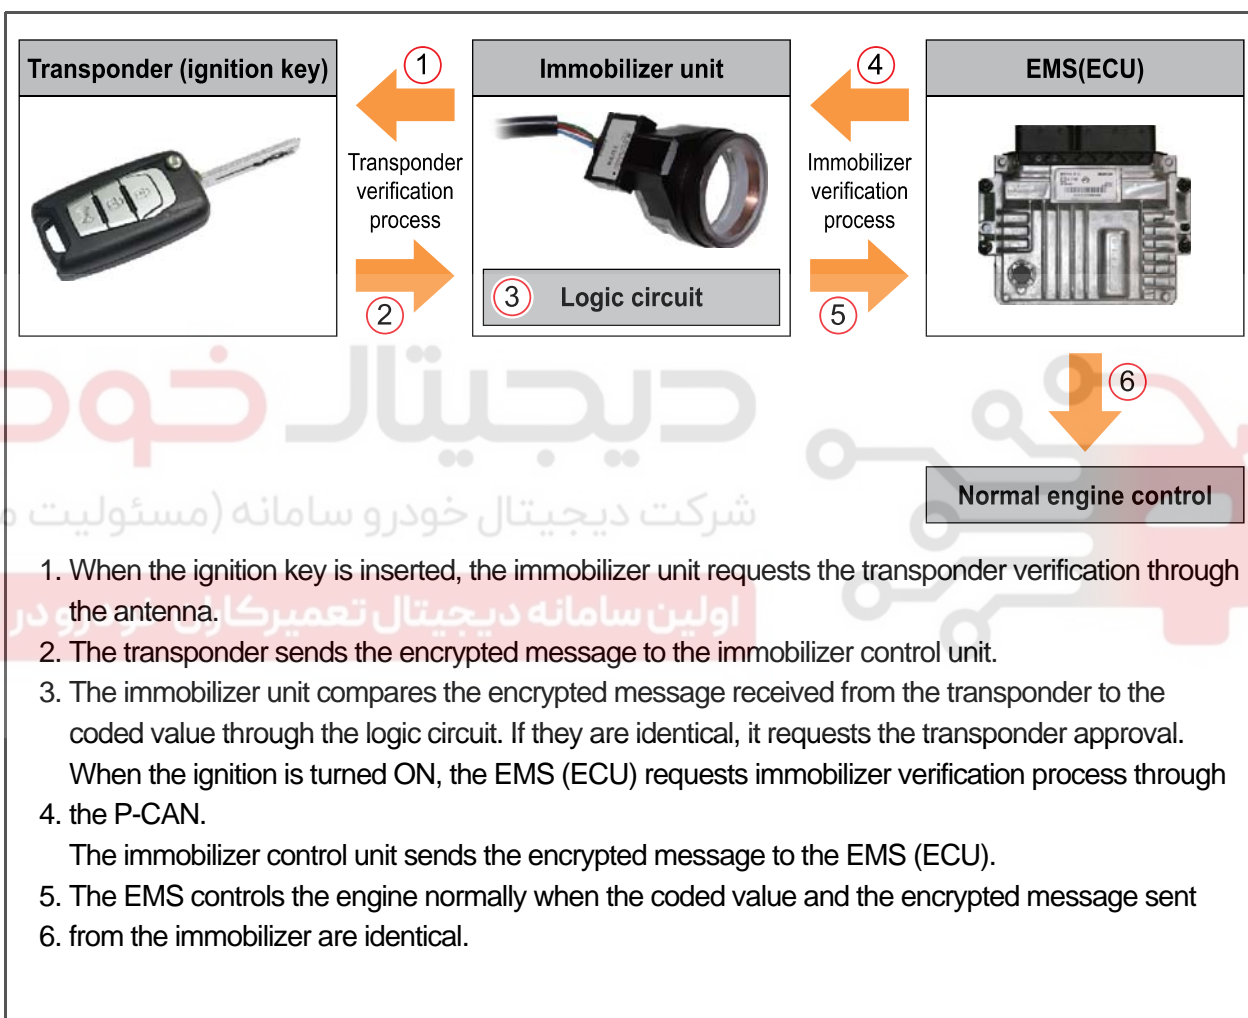 Transponder (ignition key)
1
Immobilizer unit
4
EMS(ECU)
Transponder
verification
process
Immobilizer
verification
process
2
3 Logic circuit
5
6
Normal engine control
دیجیتال خود
شرکت دیجیتال خودرو سامانه (مسئولیت
اولین سامانه دیجیتال تعمیرکاران خودرو در
1. When the ignition key is inserted, the immobilizer unit requests the transponder verification through
the antenna.
2. The transponder sends the encrypted message to the immobilizer control unit.
3. The immobilizer unit compares the encrypted message received from the transponder to the
coded value through the logic circuit. If they are identical, it requests the transponder approval.
When the ignition is turned ON, the EMS (ECU) requests immobilizer verification process through
4. the P-CAN.
The immobilizer control unit sends the encrypted message to the EMS (ECU).
5. The EMS controls the engine normally when the coded value and the encrypted message sent
6. from the immobilizer are identical.